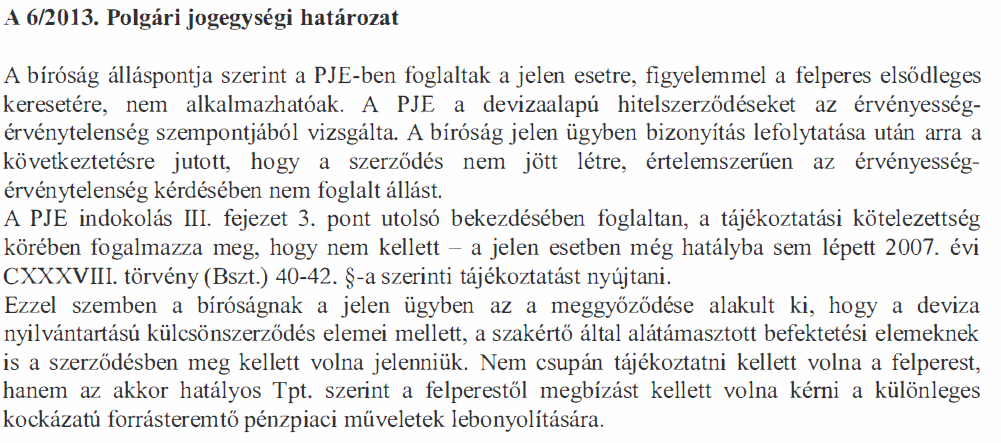 A 6/2013. Polgári jogegységi határozat
A bíróság álláspontja szerint a PJE-ben foglaltak a jelen esetre, figyelemmel a felperes elsődleges
keresetére, nem alkalmazhatóak. A PJE a devizaalapú hitelszerződéseket az érvényesség-
érvénytelenség szempontjából vizsgálta. A bíróság jelen ügyben bizonyítás lefolytatása után arra a
következtetésre jutott, hogy a szerződés nem jött létre, értelemszerűen az érvényesség-
érvénytelenség kérdésében nem foglalt állást.
A PJE indokolás III. fejezet 3. pont utolsó bekezdésében foglaltan, a tájékoztatási kötelezettség
körében fogalmazza meg, hogy nem kellett – a jelen esetben még hatályba sem lépett 2007. évi
CXXXVIII. törvény (Bszt.) 40-42. §-a szerinti tájékoztatást nyújtani.
Ezzel szemben a bíróságnak a jelen ügyben az a meggyőződése alakult ki, hogy a deviza
nyilvántartású külcsönszerződés elemei mellett, a szakértő által alátámasztott befektetési elemeknek
is a szerződésben meg kellett volna jelenniük. Nem csupán tájékoztatni kellett volna a felperest,
hanem az akkor hatályos Tpt. szerint a felperestől megbízást kellett volna kérni a különleges
kockázatú forrásteremtő pénzpiaci műveletek lebonyolítására.